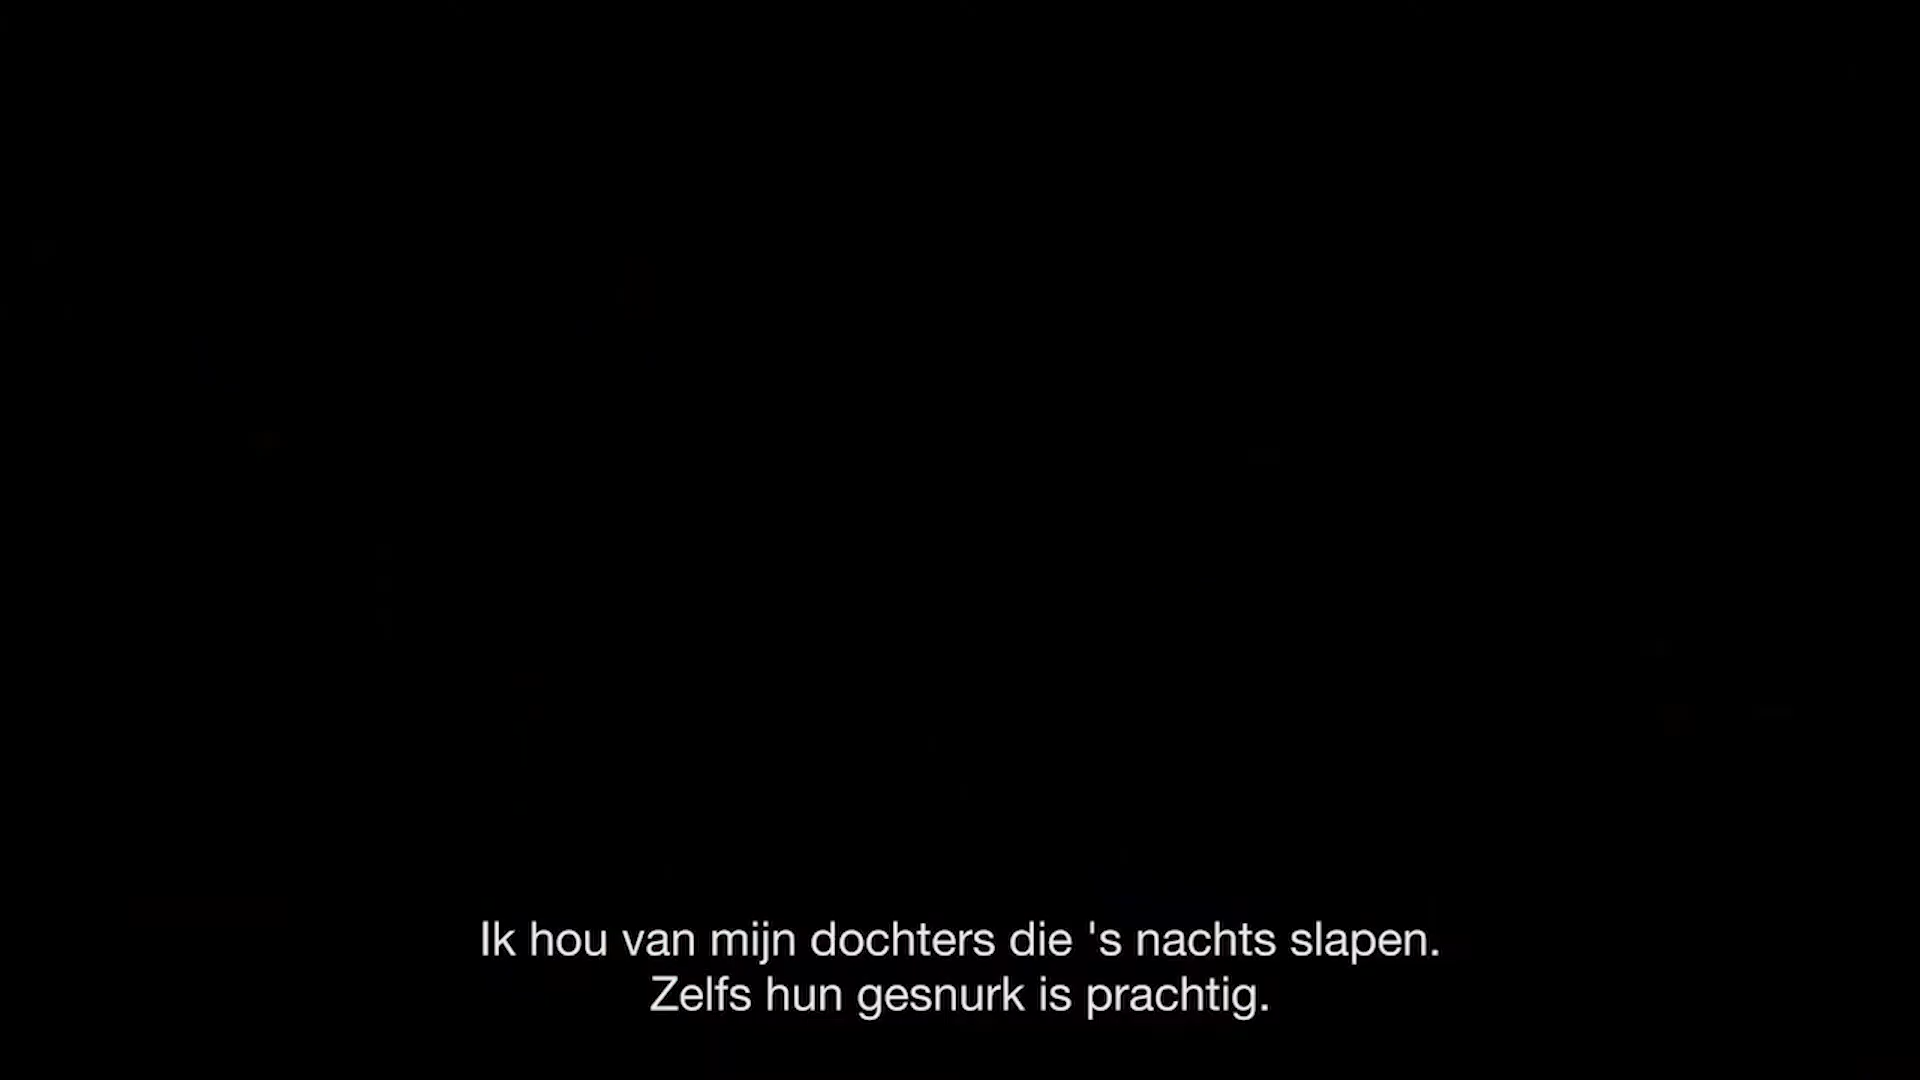 Ik hou van mijn dochters die 's nachts slapen.
Zelfs hun gesnurk is prachtig.